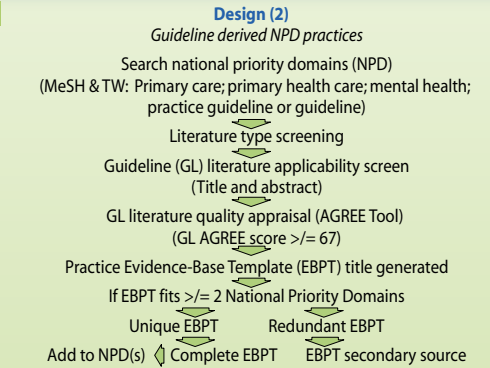 Design (2)
Guideline derived NPD practices
Search national priority domains (NPD)
(MeSH & TW: Primary care; primary health care; mental health;
practice guideline or guideline)
Literature type screening
Guideline (GL) literature applicability screen
(Title and abstract)
GL literature quality appraisal (AGREE Tool)
(GL AGREE score >/= 67)
Practice Evidence-Base Template (EBPT) title generated
If EBPT fits >/= 2 National Priority Domains
Unique EBPT Redundant EBPT
Add to NPD(s) Complete EBPT EBPT secondary source